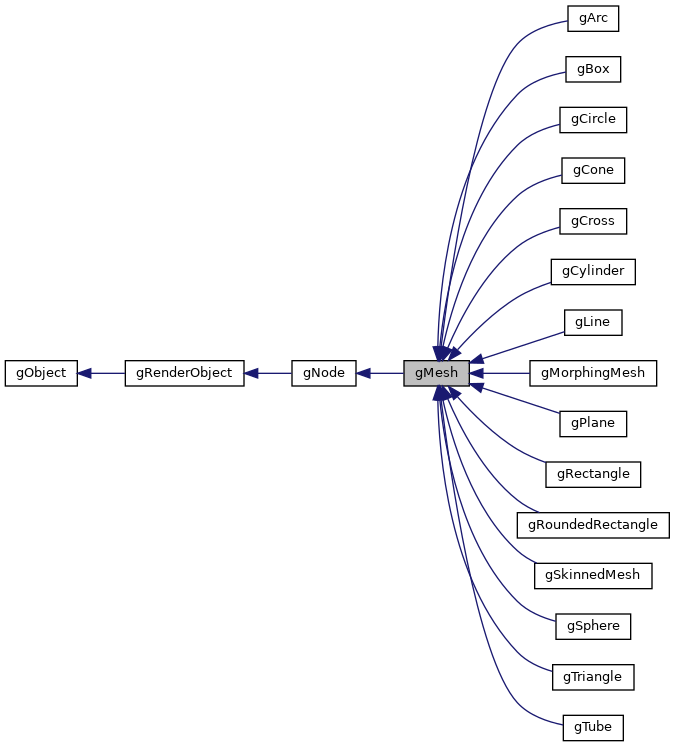 gArc
gBox
gCircle
gCone
gCross
gCylinder
gLine
gObject
gRenderObject
gNode
gMesh
gMorphingMesh
gPlane
gRectangle
gRoundedRectangle
gSkinnedMesh
gSphere
gTriangle
gTube